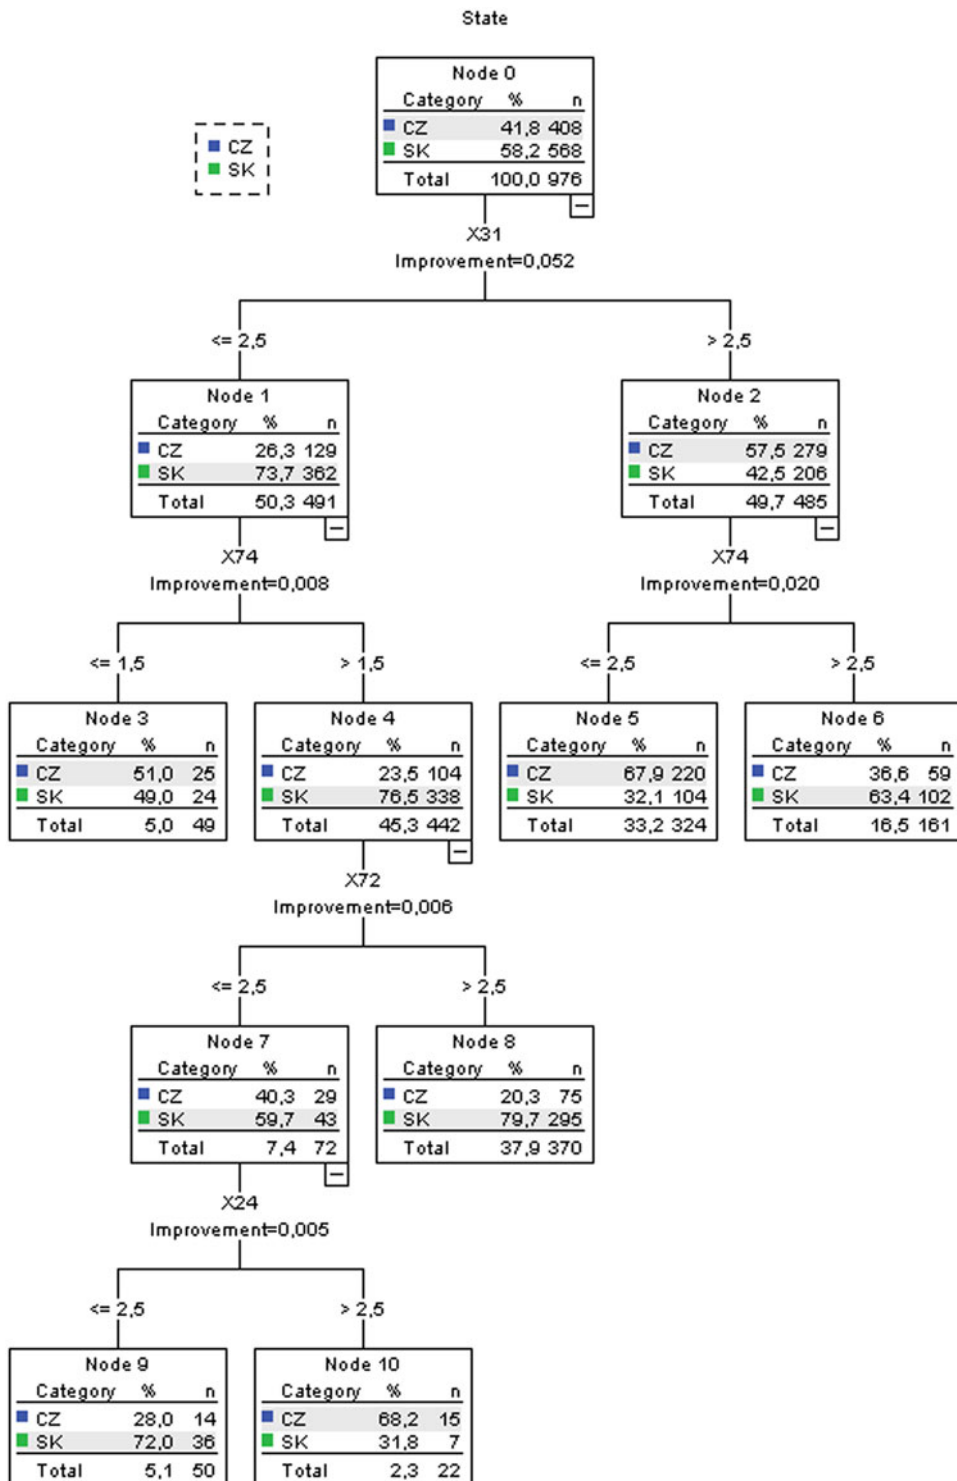 State
CZ
SK
Node 0
Category % n
CZ 41,8 408
SK 58,2 568
Total 100,0 976
X31
Improvement=0,052
<= 2,5
> 2,5
Node 1
Category % n
CZ 26,3 129
SK 73,7 362
Total 50,3 491
Node 2
Category % n
CZ 57,5 279
SK 42,5 206
Total 49,7 485
X74
Improvement=0,008
X74
Improvement=0,020
<= 1,5
> 1,5
<= 2,5
> 2,5
Node 3
Category % n
CZ 51,0 25
SK 49,0 24
Total 5,0 49
Node 4
Category % n
CZ 23,5 104
SK 76,5 338
Total 45,3 442
Node 5
Category % n
CZ 67,9 220
SK 32,1 104
Total 33,2 324
Node 6
Category % n
CZ 36,6 59
SK 63,4 102
Total 16,5 161
X72
Improvement=0,006
<= 2,5
> 2,5
Node 7
Category % n
CZ 40,3 29
SK 59,7 43
Total 7,4 72
Node 8
Category % n
CZ 20,3 75
SK 79,7 295
Total 37,9 370
X24
Improvement=0,005
<= 2,5
> 2,5
Node 9
Category % n
CZ 28,0 14
SK 72,0 36
Total 5,1 50
Node 10
Category % n
CZ 68,2 15
SK 31,8 7
Total 2,3 22